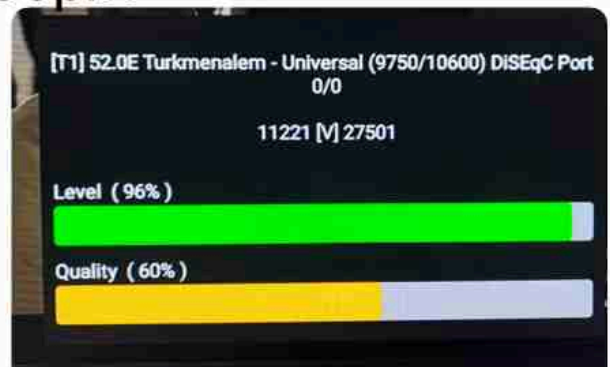 [T1] 52.0E Turkmenalem - Universal (9750/10600) DiSEqC Port
0/0
11221 [V] 27501
Level ( 96% )
Quality ( 60% )